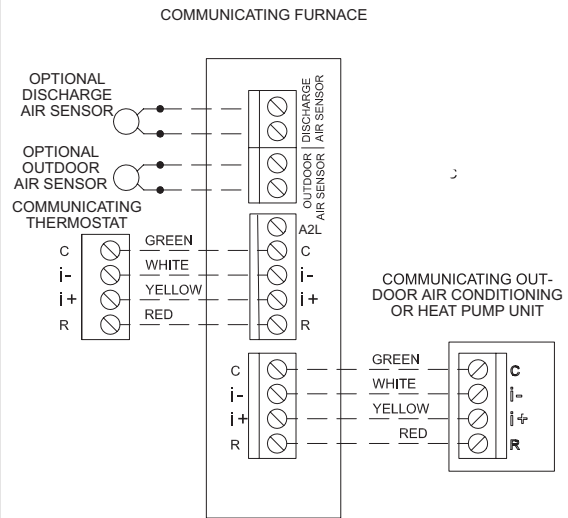 COMMUNICATING FURNACE
OPTIONAL
DISCHARGE
AIR SENSOR
DISCHARGE
AIR SENSOR
OPTIONAL
OUTDOOR
AIR SENSOR
OUTDOOR
AIR SENSOR
COMMUNICATING
THERMOSTAT
A2L
C GREEN C
i- WHITE i-
i+ YELLOW i+
R RED R
COMMUNICATING OUT-
DOOR AIR CONDITIONING
OR HEAT PUMP UNIT
C GREEN C
i- WHITE i-
i+ YELLOW i+
R RED R